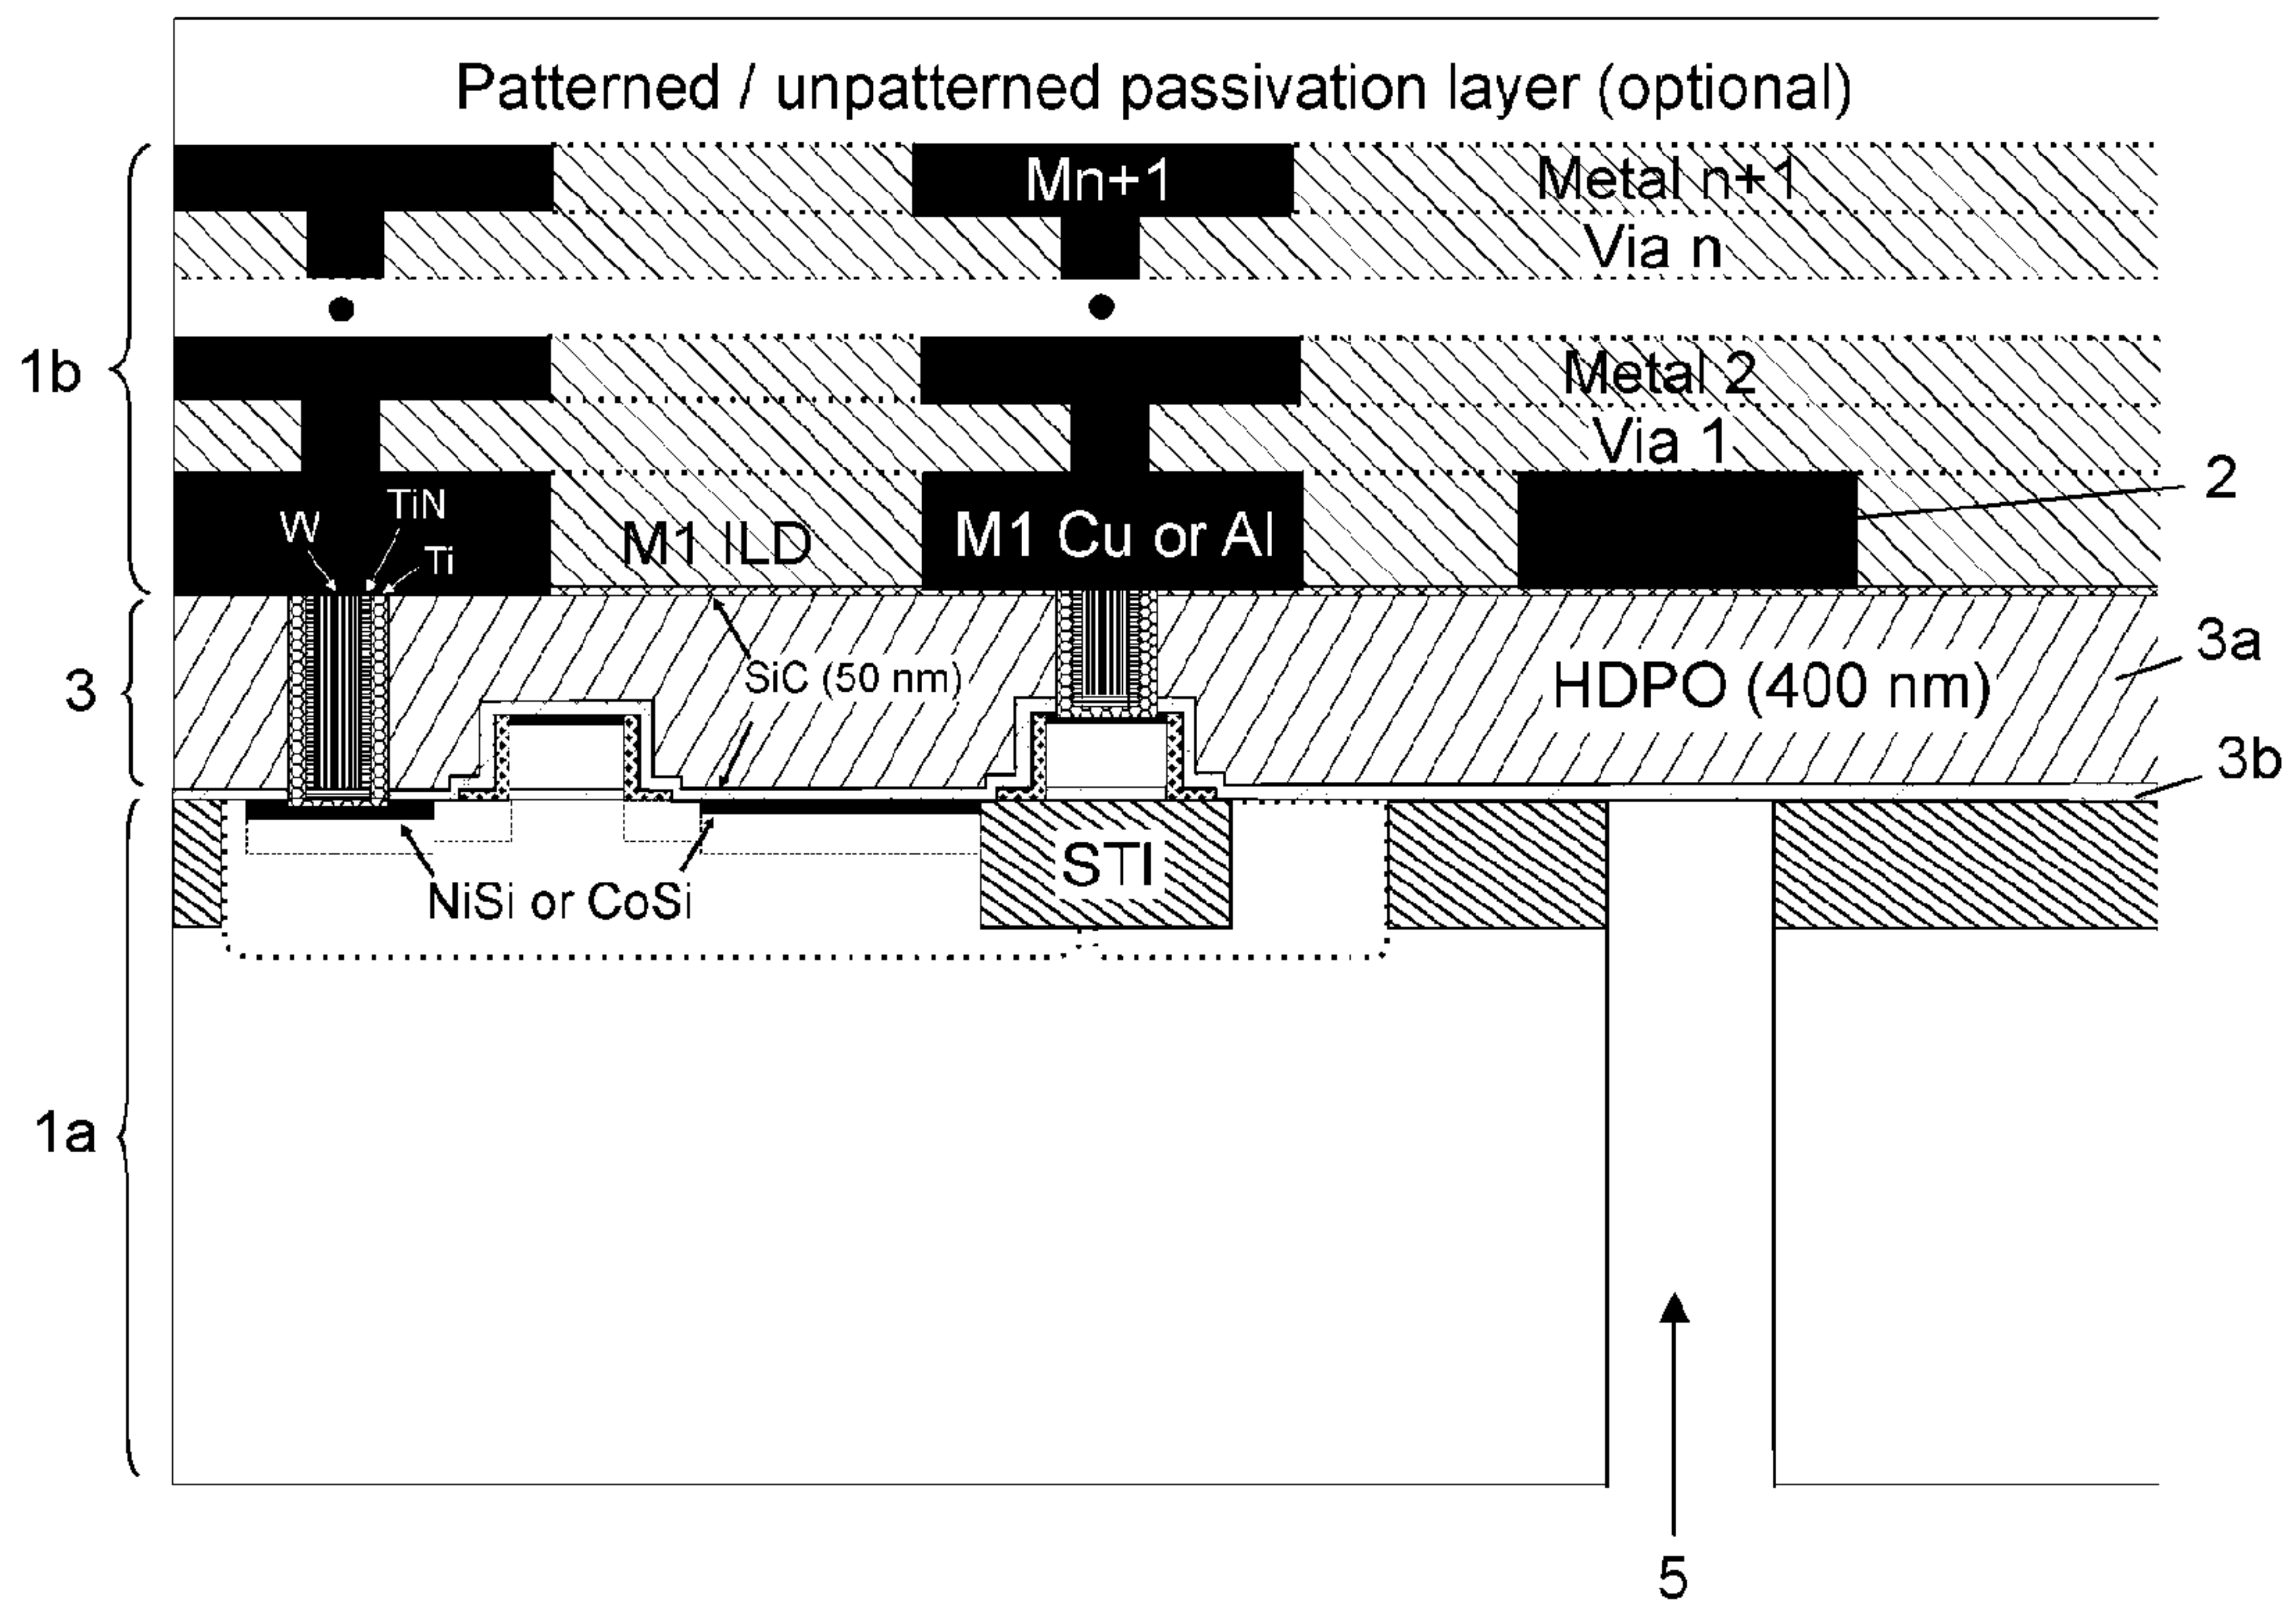 Patterned / unpatterned passivation layer (optional)
Mn+1
Metal n+1
Via n
1b
Metal 2
Via 1
2
W
TiN
Ti
M1 ILD
M1 Cu or Al
3
SiC (50 nm)
HDPO (400 nm)
3a
3b
STI
NiSi or CoSi
1a
5